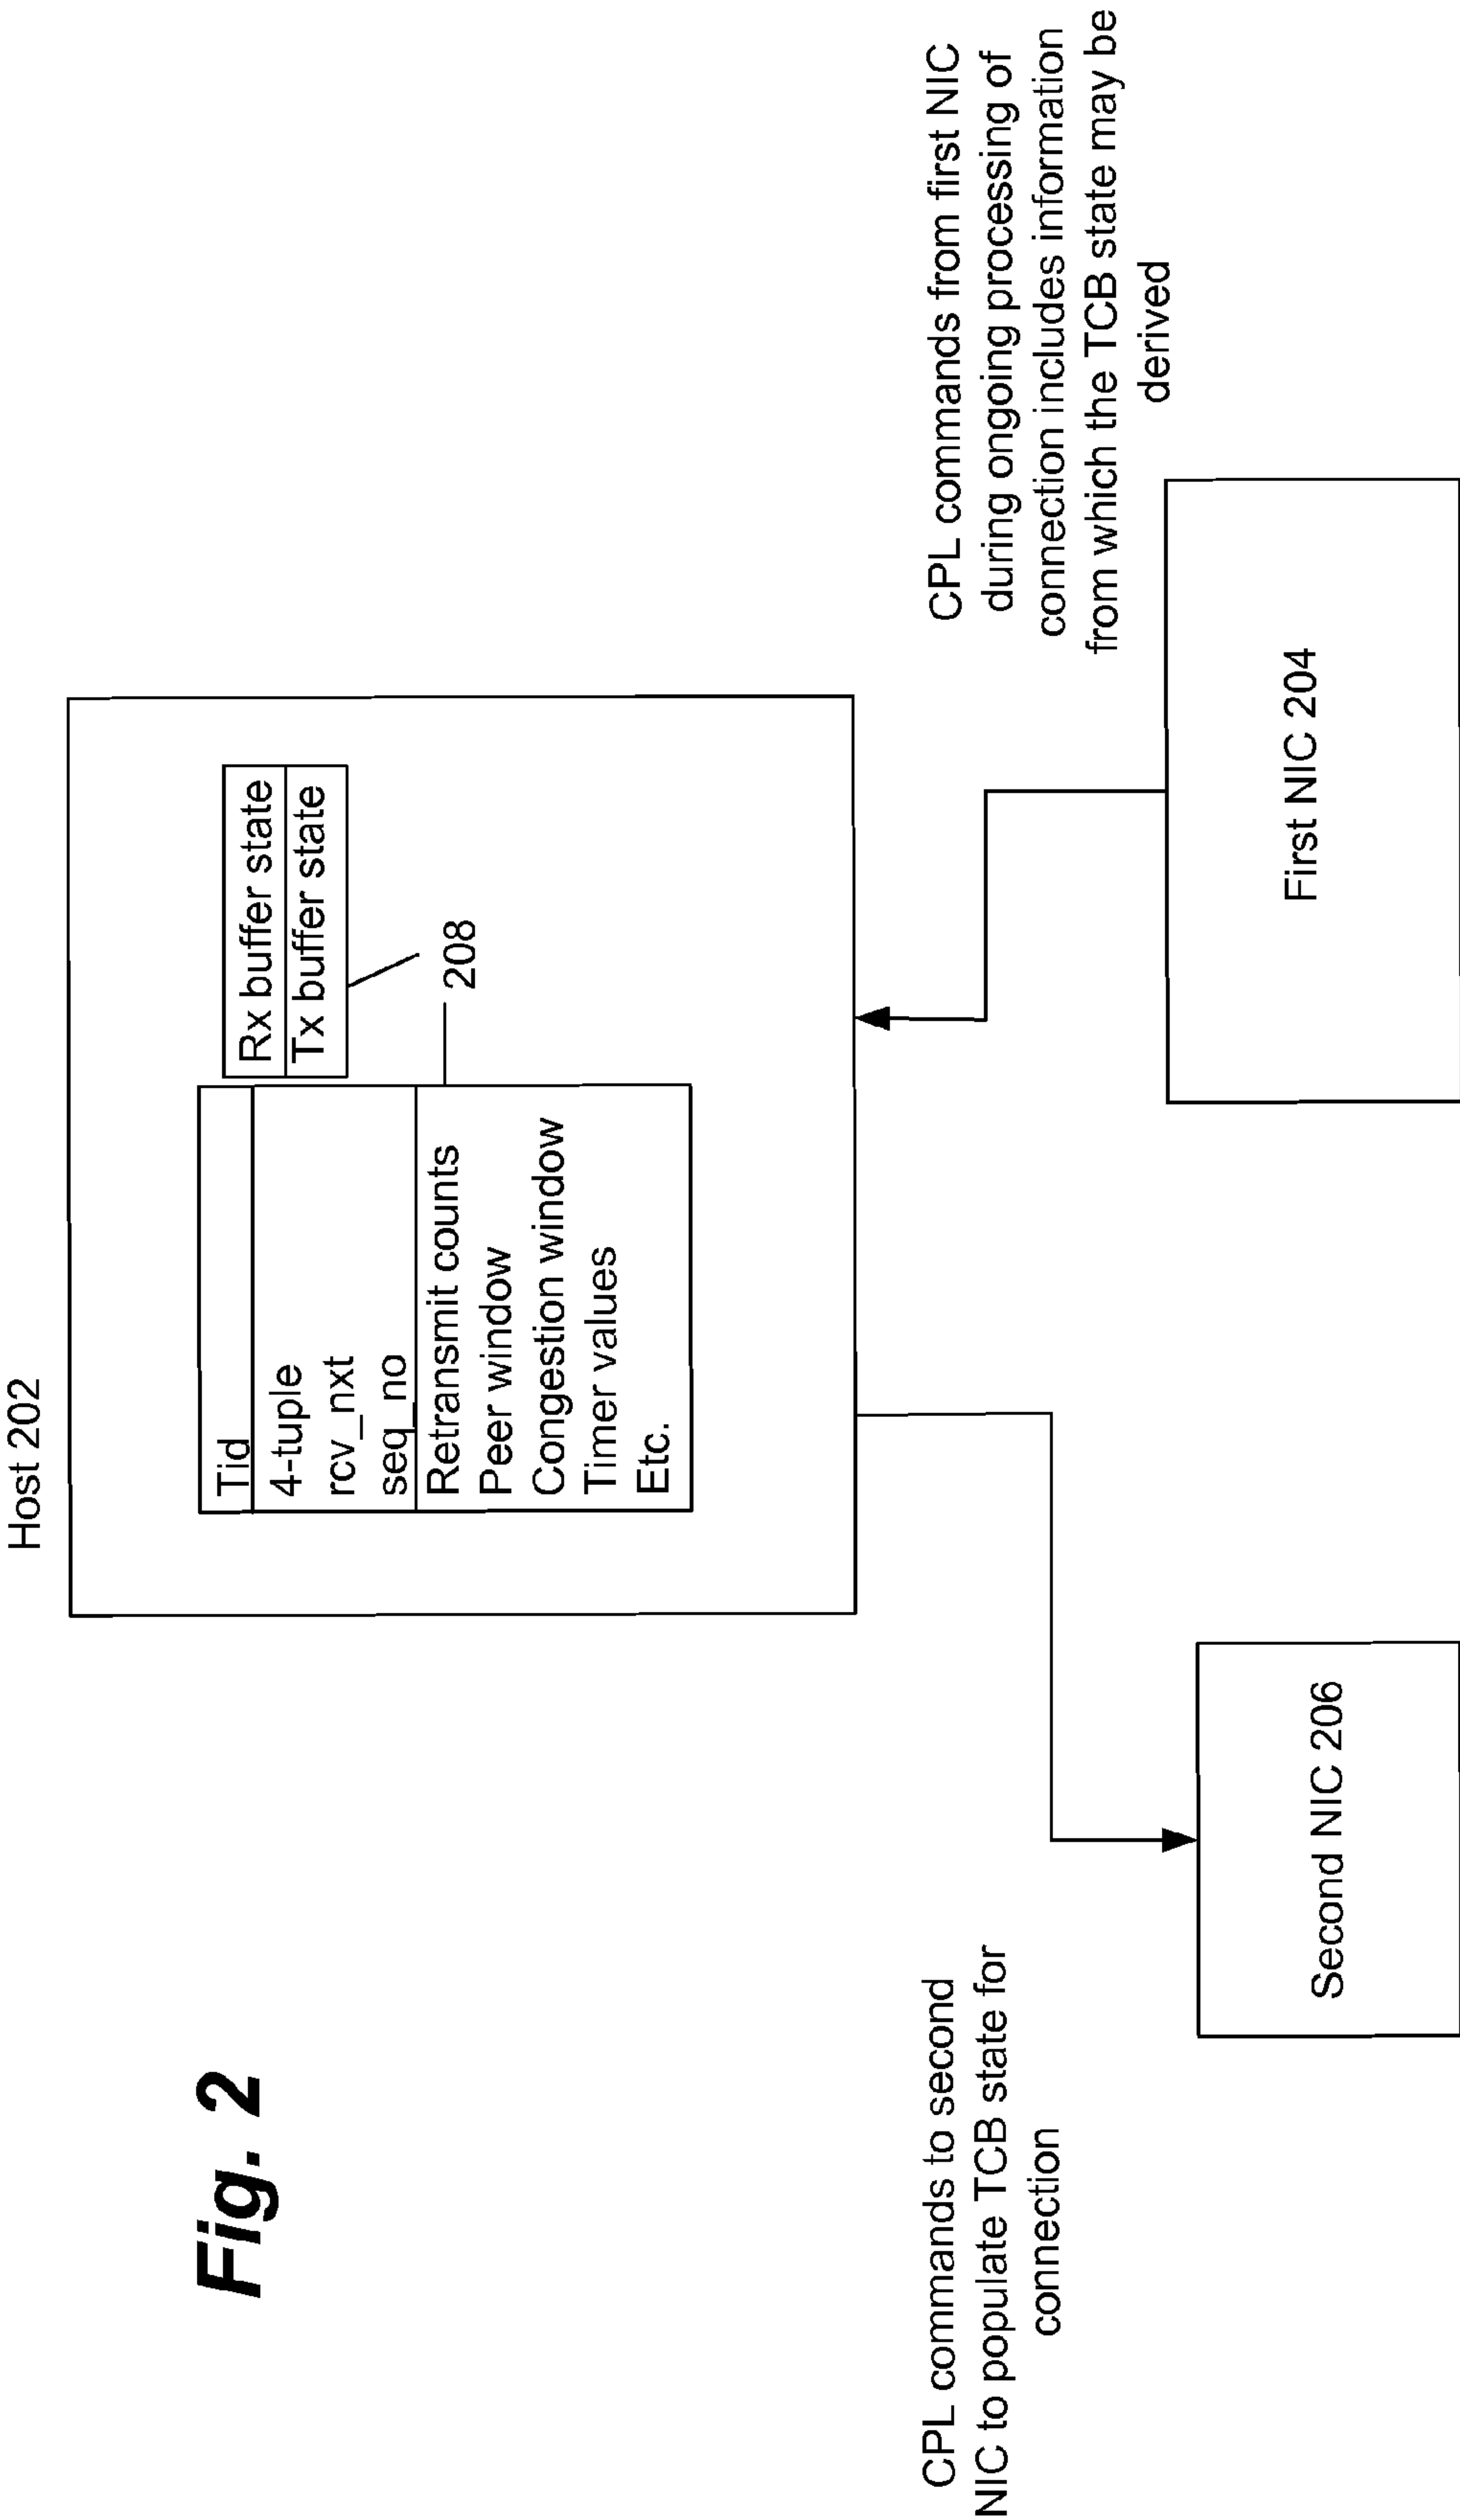 Host 202
Tid
4-tuple
rcv_nxt
seq_no
Retransmit counts
Peer window
Congestion window
Timer values
Etc.
Rx buffer state
Tx buffer state
208
CPL commands from first NIC
during ongoing processing of
connection includes information
from which the TCB state may be
derived
First NIC 204
CPL commands to second
NIC to populate TCB state for
connection
Second NIC 206
Fig. 2